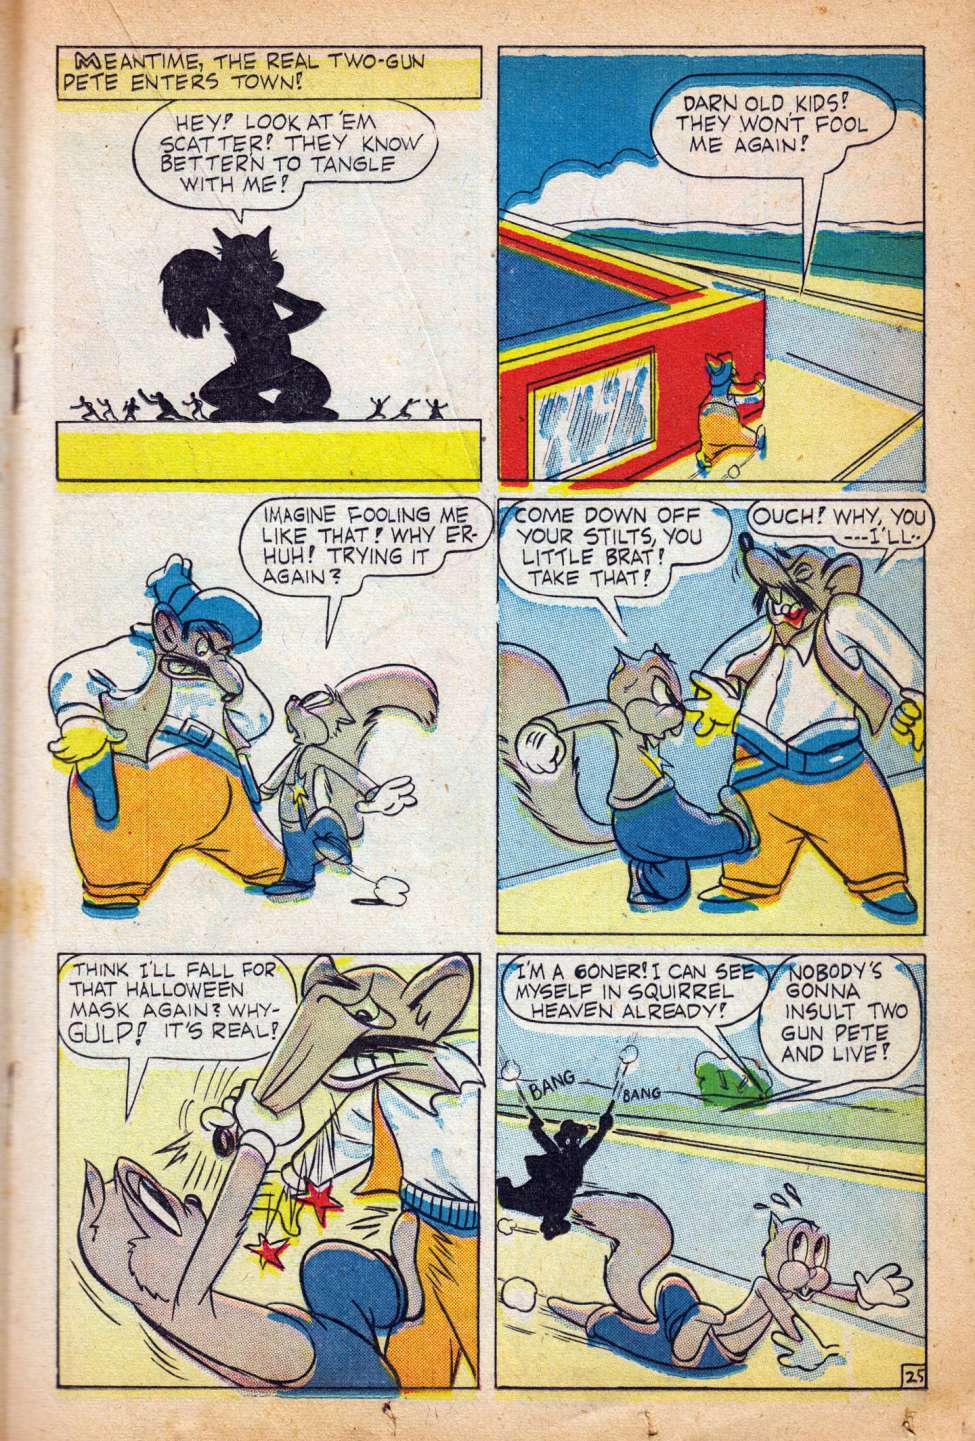 MEANTIME, THE REAL TWO-GUN
PETE ENTERS TOWN!
HEY! LOOK AT 'EM
SCATTER! THEY KNOW
BETTERN TO TANGLE
WITH ME!
DARN OLD KIDS!
THEY WON'T FOOL
ME AGAIN!
IMAGINE FOOLING ME
LIKE THAT! WHY ER-
HUH! TRYING IT
AGAIN?
COME DOWN OFF
YOUR STILTS, YOU
LITTLE BRAT!
TAKE THAT!
OUCH! WHY, YOU
---I'LL--
THINK I'LL FALL FOR
THAT HALLOWEEN
MASK AGAIN? WHY-
GULP! IT'S REAL!
I'M A GONER! I CAN SEE
MYSELF IN SQUIRREL
HEAVEN ALREADY!
NOBODY'S
GONNA
INSULT TWO
GUN PETE
AND LIVE!
BANG
BANG
25